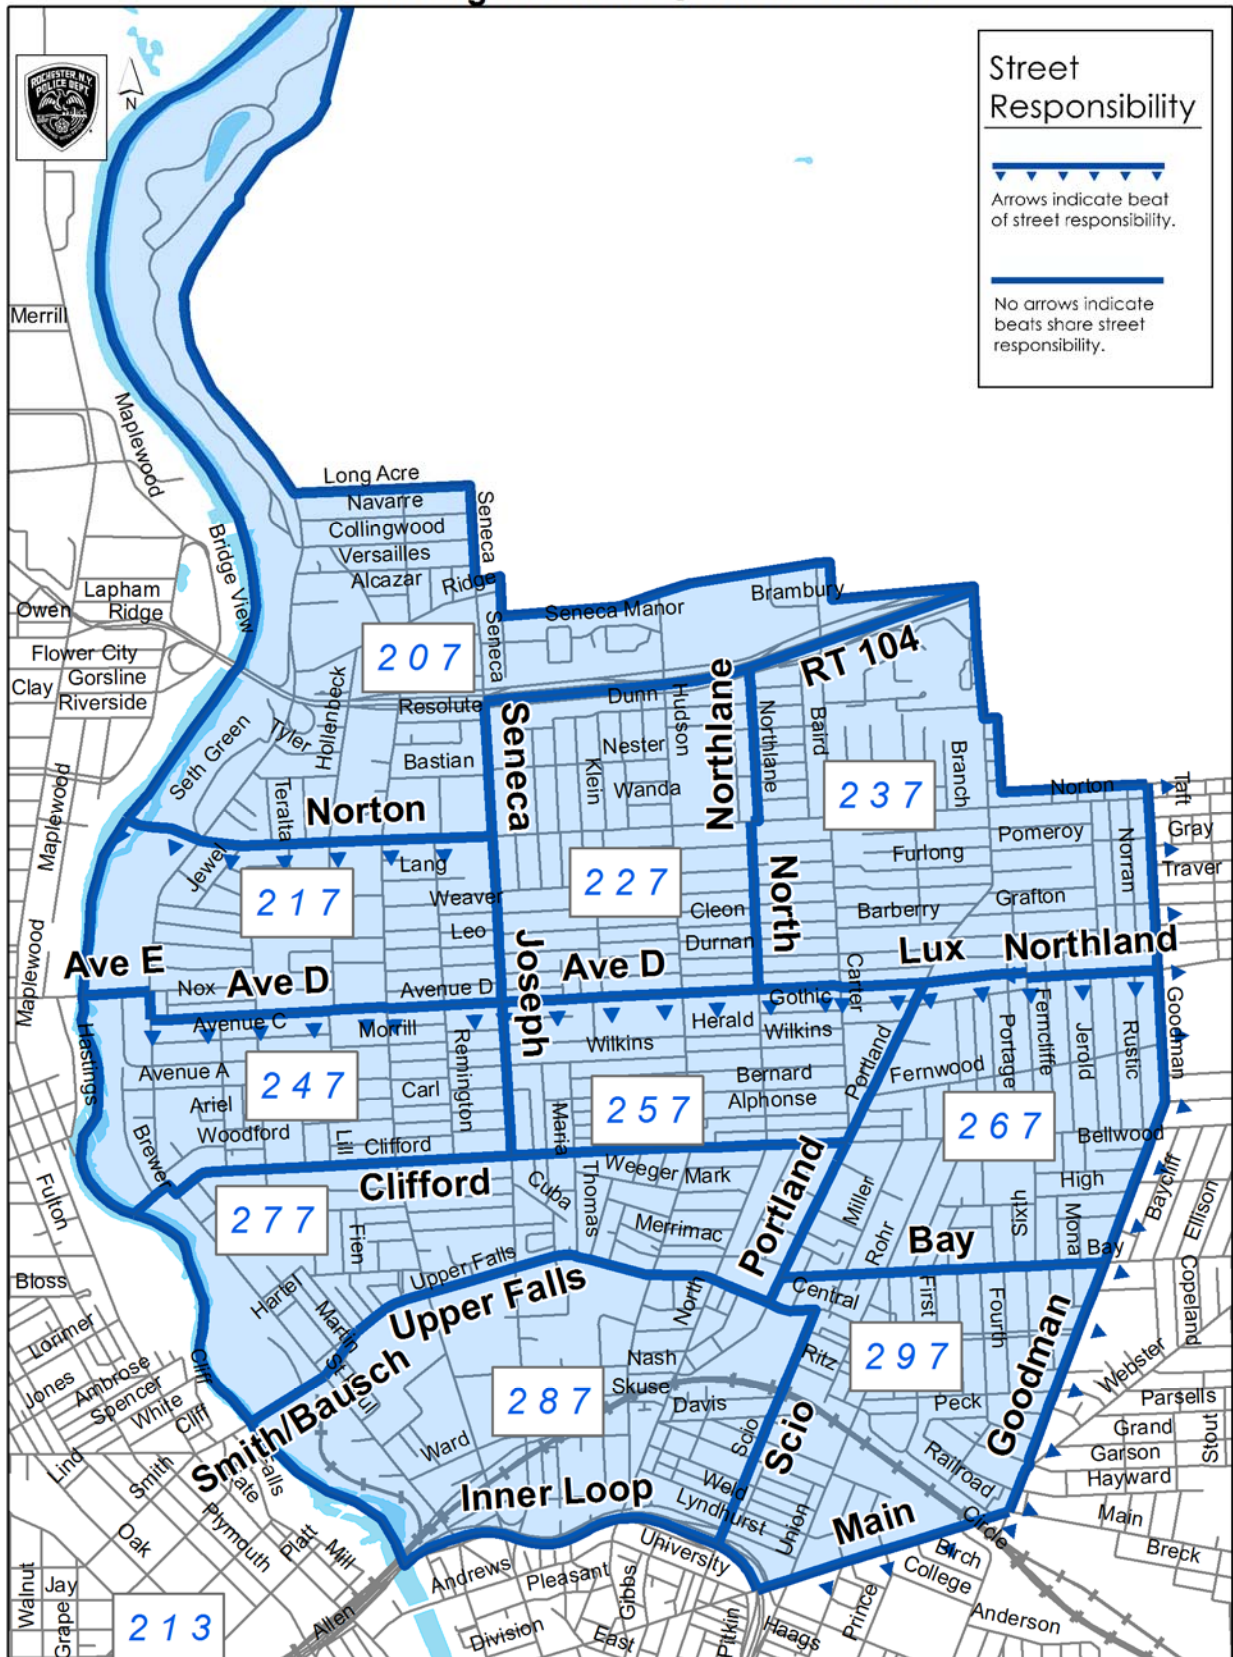 ROCHESTER, N.Y.
POLICE DEPT.
N
Street
Responsibility
Arrows indicate beat
of street responsibility.
No arrows indicate
beats share street
responsibility.
Merrill
Maplewood
Long Acre
Navarre
Collingwood
Versailles
Alcazar
Ridge
Seneca
Seneca
Bridge View
Seneca Manor
Brambury
Lapham
Owen
Ridge
Flower City
Gorsline
Clay
Riverside
207
RT 104
Resolute
Dunn
Hudson
Northlane
Northlane
Baird
Seneca
Hollenbeck
Tyler
Seth Green
Teralta
Bastian
Nester
Klein
Wanda
Branch
237
Norton
Norton
Taft
Gray
Traver
Pomeroy
Norran
Maplewood
Jewel
Lang
217
227
Furlong
Grafton
Weaver
Leo
Cleon
Durnan
North
Barberry
Maplewood
Ave E
Nox
Ave D
Avenue D
Joseph
Ave D
Carter
Lux
Northland
Gothic
Goodman
Avenue C
Morrill
Remington
Wilkins
Herald
Wilkins
Portland
Portage
Ferncliffe
Jerold
Rustic
Hastings
Avenue A
Ariel
247
Carl
Bernard
Alphonse
Fernwood
257
267
Woodford
Lill
Clifford
Maria
Brewer
Bellwood
Clifford
Cuba
Thomas
Weeger
Mark
Portland
Miller
High
Baycliff
Ellison
Fulton
277
Fien
Merrimac
Rohr
Sixth
Mona
Bay
Bay
Upper Falls
Upper Falls
Hartel
Martin
St Paul
North
Central
First
Fourth
Copeland
Bloss
Lorimer
Jones
Ambrose
Spencer
White
Cliff
Cliff
Smith/Bausch
Nash
Skuse
Davis
287
Ritz
297
Peck
Goodman
Webster
Parsells
Grand
Garson
Hayward
Stout
Scio
Scio
Ward
Weld
Lyndhurst
Union
Railroad
Inner Loop
Main
Circle
Main
Breck
Lind
Smith
Oak
Plymouth
Platt
Mill
University
Birch
College
Walnut
Jay
Grape
213
Allen
Andrews
Pleasant
Gibbs
Division
East
Pitkin
Haags
Prince
Anderson